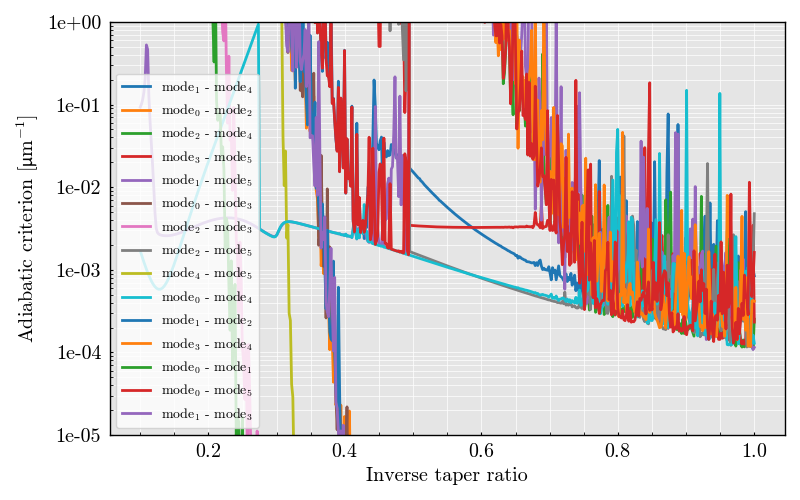 1e+00
1e-01
1e-02
1e-03
1e-04
1e-05
Adiabatic criterion [µm⁻¹]
mode₁ - mode₄
mode₀ - mode₂
mode₂ - mode₄
mode₃ - mode₅
mode₁ - mode₅
mode₀ - mode₃
mode₂ - mode₃
mode₂ - mode₅
mode₄ - mode₅
mode₀ - mode₄
mode₁ - mode₂
mode₃ - mode₄
mode₀ - mode₁
mode₀ - mode₅
mode₁ - mode₃
0.2 0.4 0.6 0.8 1.0
Inverse taper ratio